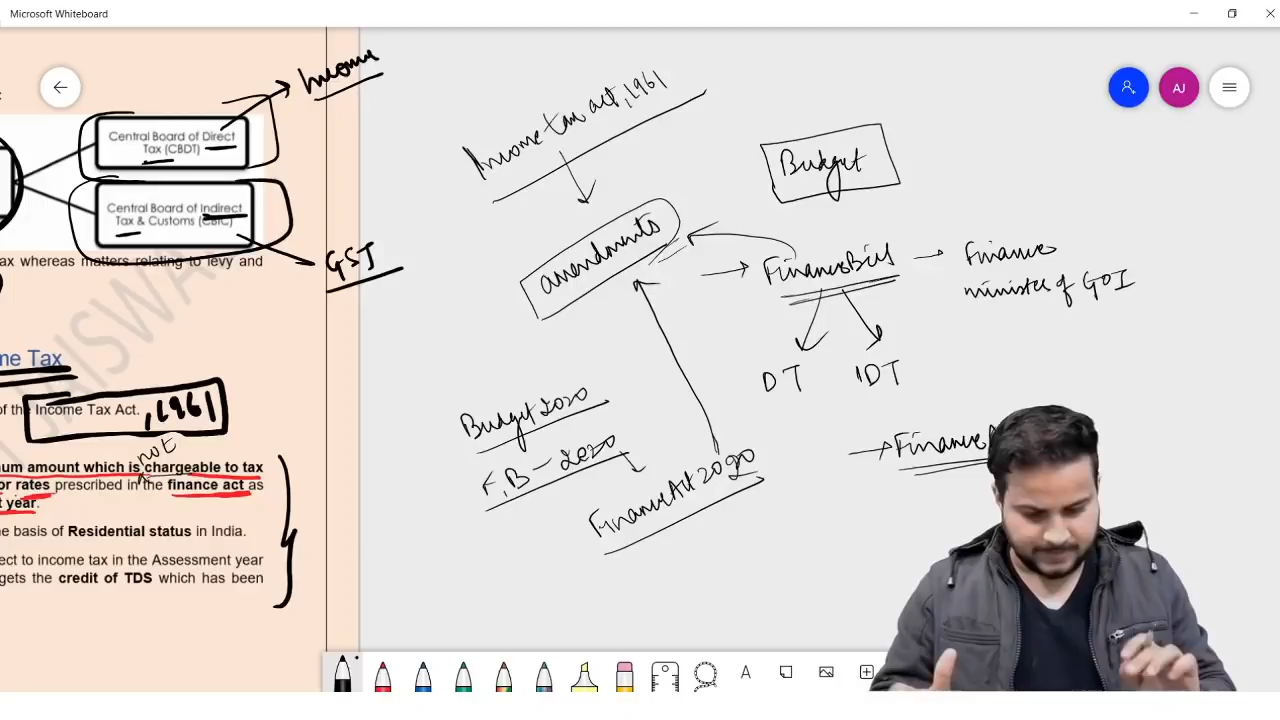 Microsoft Whiteboard
Income
Central Board of Direct
Tax (CBDT)
Central Board of Indirect
Tax & Customs (CBIC)
tax whereas matters relating to levy and
GST
me Tax
of the Income Tax Act. , 1961
not
num amount which is chargeable to tax
or rates prescribed in the finance act as
t year.
he basis of Residential status in India.
ect to income tax in the Assessment year
gets the credit of TDS which has been
Income tax act, 1961
amendments
Budget
Finance Bill
Finance
minister of GOI
DT IDT
Budget 2020
F.B - 2020
Finance Act 2020
Finance
AJ
A